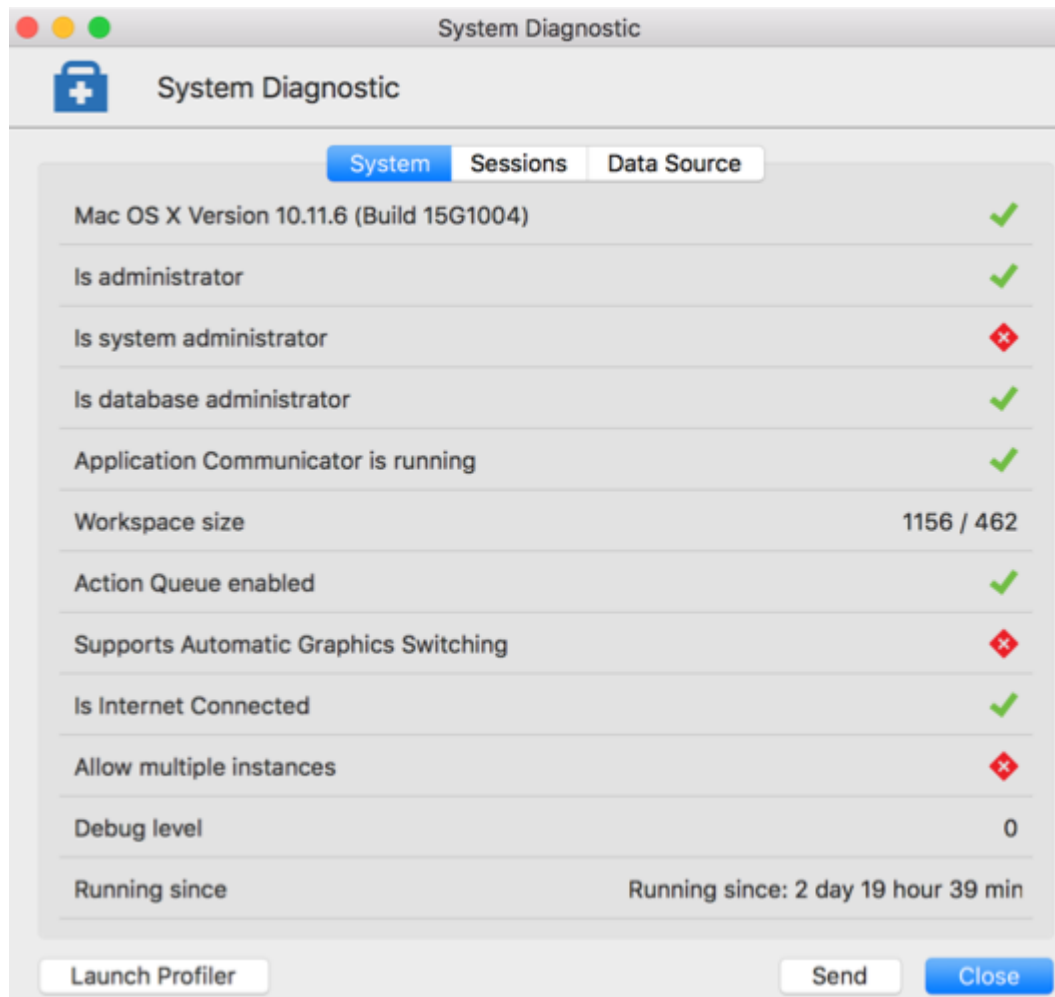 System Diagnostic
System Diagnostic
System Sessions Data Source
Mac OS X Version 10.11.6 (Build 15G1004)
Is administrator
Is system administrator
Is database administrator
Application Communicator is running
Workspace size 1156 / 462
Action Queue enabled
Supports Automatic Graphics Switching
Is Internet Connected
Allow multiple instances
Debug level 0
Running since Running since: 2 day 19 hour 39 min
Launch Profiler Send Close